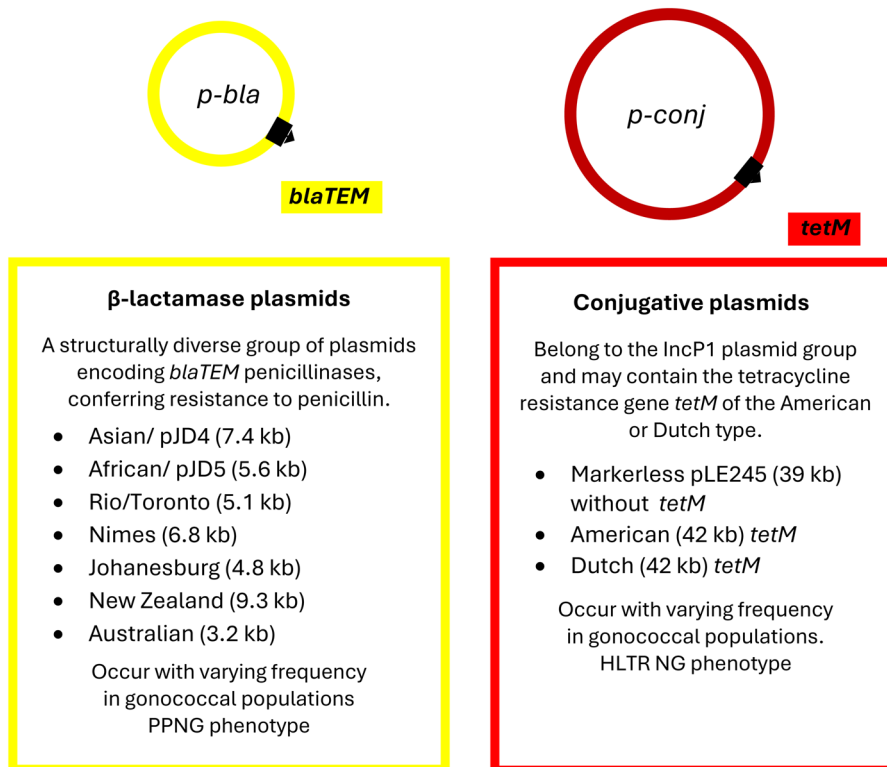 p-bla
blaTEM
β-lactamase plasmids
A structurally diverse group of plasmids
encoding blaTEM penicillinases,
conferring resistance to penicillin.
• Asian/ pJD4 (7.4 kb)
• African/ pJD5 (5.6 kb)
• Rio/Toronto (5.1 kb)
• Nimes (6.8 kb)
• Johanesburg (4.8 kb)
• New Zealand (9.3 kb)
• Australian (3.2 kb)
Occur with varying frequency
in gonococcal populations
PPNG phenotype
p-conj
tetM
Conjugative plasmids
Belong to the IncP1 plasmid group
and may contain the tetracycline
resistance gene tetM of the American
or Dutch type.
• Markerless pLE245 (39 kb)
without tetM
• American (42 kb) tetM
• Dutch (42 kb) tetM
Occur with varying frequency
in gonococcal populations.
HLTR NG phenotype